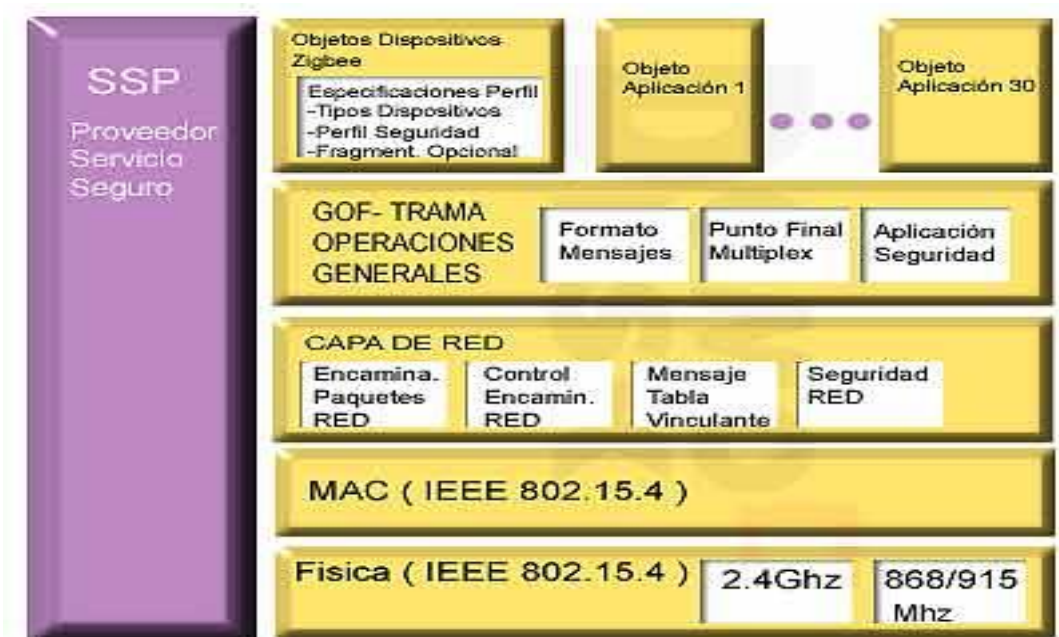 SSP
Proveedor
Servicio
Seguro
Objetos Dispositivos
Zigbee
Especificaciones Perfil
-Tipos Dispositivos
-Perfil Seguridad
-Fragment. Opcional
Objeto
Aplicación 1
Objeto
Aplicación 30
GOF- TRAMA
OPERACIONES
GENERALES
Formato
Mensajes
Punto Final
Multiplex
Aplicación
Seguridad
CAPA DE RED
Encamina.
Paquetes
RED
Control
Encamin.
RED
Mensaje
Tabla
Vinculante
Seguridad
RED
MAC ( IEEE 802.15.4 )
Fisica ( IEEE 802.15.4 )
2.4Ghz
868/915
Mhz